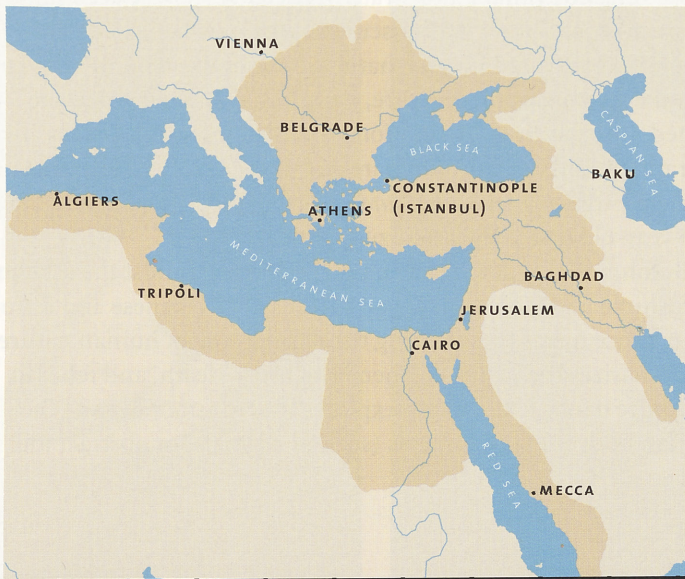 VIENNA
BELGRADE
BLACK SEA
CASPIAN SEA
BAKU
CONSTANTINOPLE
(ISTANBUL)
ALGIERS
ATHENS
MEDITERRANEAN SEA
BAGHDAD
TRIPOLI
JERUSALEM
CAIRO
RED SEA
MECCA